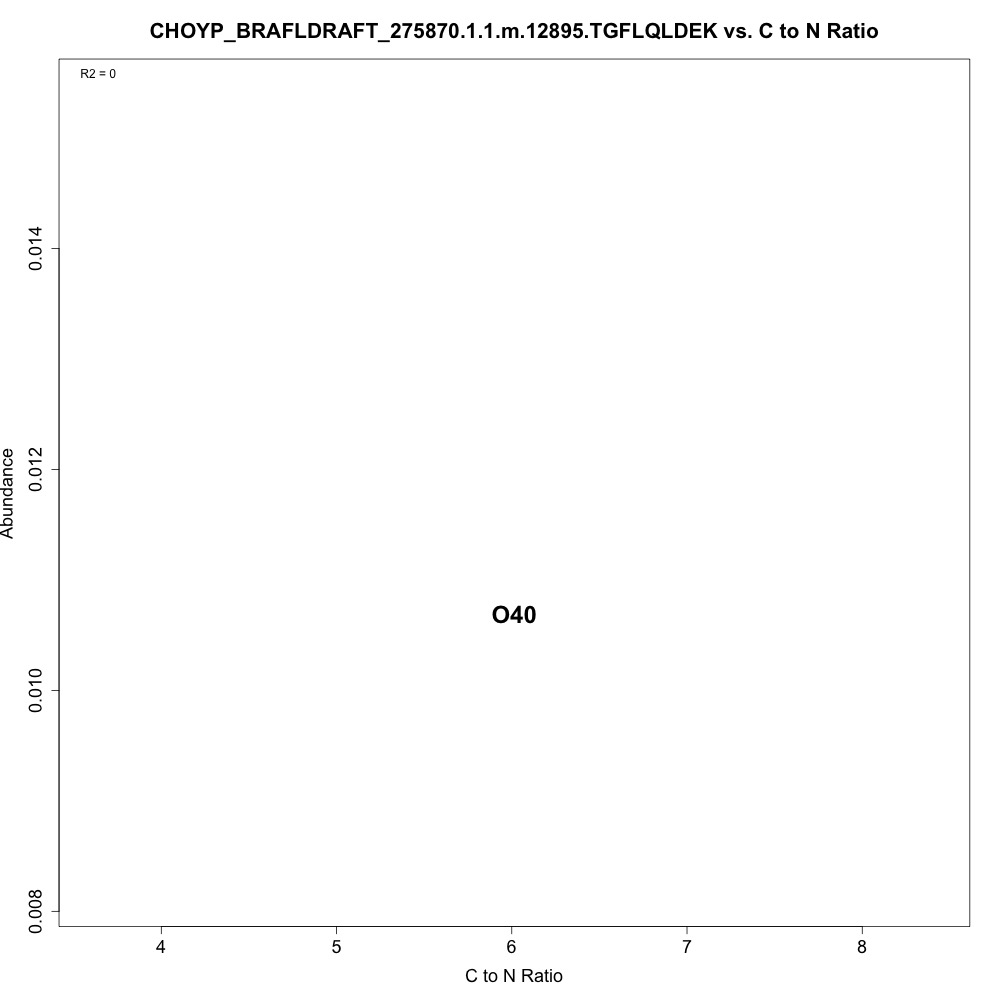 CHOYP_BRAFLDRAFT_275870.1.1.m.12895.TGFLQLDEK vs. C to N Ratio
R2 = 0
0.014
0.012
Abundance
O40
0.010
0.008
4 5 6 7 8
C to N Ratio